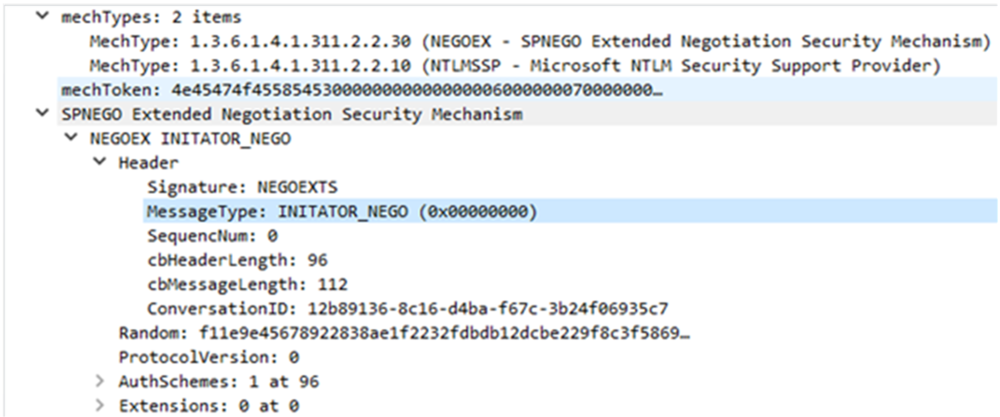 mechTypes: 2 items
MechType: 1.3.6.1.4.1.311.2.2.30 (NEGOEX - SPNEGO Extended Negotiation Security Mechanism)
MechType: 1.3.6.1.4.1.311.2.2.10 (NTLMSSP - Microsoft NTLM Security Support Provider)
mechToken: 4e45474f4558545300000000000000006000000070000000…
SPNEGO Extended Negotiation Security Mechanism
NEGOEX INITATOR_NEGO
Header
Signature: NEGOEXTS
MessageType: INITATOR_NEGO (0x00000000)
SequencNum: 0
cbHeaderLength: 96
cbMessageLength: 112
ConversationID: 12b89136-8c16-d4ba-f67c-3b24f06935c7
Random: f11e9e45678922838ae1f2232fdbdb12dcbe229f8c3f5869…
ProtocolVersion: 0
AuthSchemes: 1 at 96
Extensions: 0 at 0